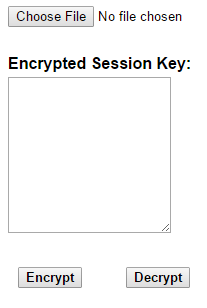 Choose File No file chosen
Encrypted Session Key:
Encrypt Decrypt